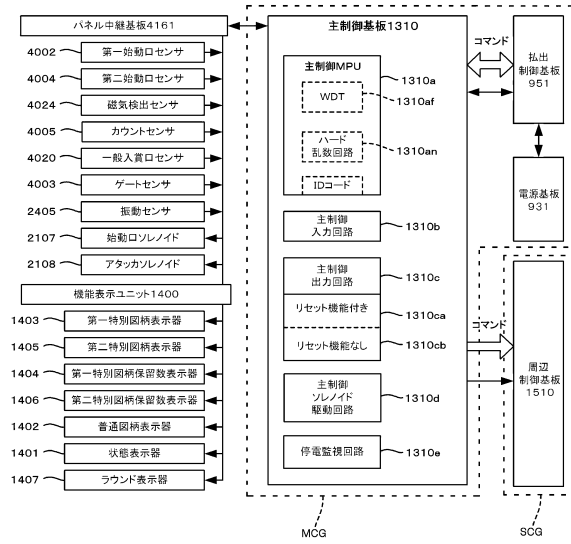 パネル中継基板4161
4002 第一始動口センサ
4004 第二始動口センサ
4024 磁気検出センサ
4005 カウントセンサ
4020 一般入賞口センサ
4003 ゲートセンサ
2405 振動センサ
2107 始動口ソレノイド
2108 アタッカソレノイド
機能表示ユニット1400
1403 第一特別図柄表示器
1405 第二特別図柄表示器
1404 第一特別図柄保留数表示器
1406 第二特別図柄保留数表示器
1402 普通図柄表示器
1401 状態表示器
1407 ラウンド表示器
主制御基板1310
主制御MPU
1310a
WDT
1310af
ハード
乱数回路
1310an
IDコード
主制御
入力回路
1310b
主制御
出力回路
1310c
リセット機能付き
1310ca
リセット機能なし
1310cb
主制御
ソレノイド
駆動回路
1310d
停電監視回路
1310e
MCG
コマンド
払出
制御基板
951
電源基板
931
コマンド
周辺
制御基板
1510
SCG